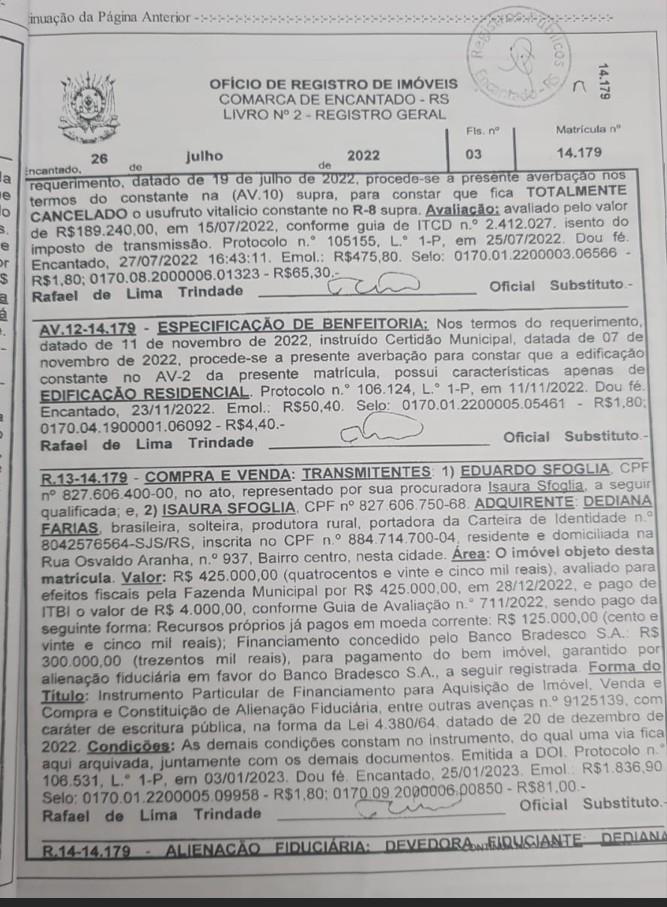 inuação da Página Anterior -:-:-:-:-:-:-:-:-:-:-:-:-:-:-:-:-:-:-:-:-:-:-:-:-:-:-:-:-:-
Registros Públicos
Encantado-RS
14.179
OFÍCIO DE REGISTRO DE IMÓVEIS
COMARCA DE ENCANTADO - RS
LIVRO Nº 2 - REGISTRO GERAL
Fls. nº
Matrícula nº
ncantado, 26 de julho de 2022
03
14.179
requerimento, datado de 19 de julho de 2022, procede-se a presente averbação nos
termos do constante na (AV.10) supra, para constar que fica TOTALMENTE
CANCELADO o usufruto vitalício constante no R-8 supra. Avaliação: avaliado pelo valor
de R$189.240,00, em 15/07/2022, conforme guia de ITCD n.º 2.412.027. isento do
imposto de transmissão. Protocolo n.° 105155, L.° 1-P, em 25/07/2022. Dou fé.
Encantado, 27/07/2022 16:43:11. Emol.: R$475,80. Selo: 0170.01.2200003.06566 -
R$1,80; 0170.08.2000006.01323 - R$65,30.-
Rafael de Lima Trindade Oficial Substituto.-
AV.12-14.179 - ESPECIFICAÇÃO DE BENFEITORIA: Nos termos do requerimento,
datado de 11 de novembro de 2022, instruído Certidão Municipal, datada de 07 de
novembro de 2022, procede-se a presente averbação para constar que a edificação
constante no AV-2 da presente matrícula, possui características apenas de
EDIFICAÇÃO RESIDENCIAL. Protocolo n.° 106.124, L.° 1-P, em 11/11/2022. Dou fé.
Encantado, 23/11/2022. Emol.: R$50,40. Selo: 0170.01.2200005.05461 - R$1,80;
0170.04.1900001.06092 - R$4,40.-
Rafael de Lima Trindade Oficial Substituto.-
R.13-14.179 - COMPRA E VENDA: TRANSMITENTES: 1) EDUARDO SFOGLIA, CPF
nº 827.606.400-00, no ato, representado por sua procuradora Isaura Sfoglia, a seguir
qualificada; e, 2) ISAURA SFOGLIA, CPF nº 827.606.750-68. ADQUIRENTE: DEDIANA
FARIAS, brasileira, solteira, produtora rural, portadora da Carteira de Identidade n.º
8042576564-SJS/RS, inscrita no CPF n.º 884.714.700-04, residente e domiciliada na
Rua Osvaldo Aranha, n.º 937, Bairro centro, nesta cidade. Área: O imóvel objeto desta
matrícula. Valor: R$ 425.000,00 (quatrocentos e vinte e cinco mil reais), avaliado para
efeitos fiscais pela Fazenda Municipal por R$ 425.000,00, em 28/12/2022, e pago de
ITBI o valor de R$ 4.000,00, conforme Guia de Avaliação n.° 711/2022, sendo pago da
seguinte forma: Recursos próprios já pagos em moeda corrente: R$ 125.000,00 (cento e
vinte e cinco mil reais); Financiamento concedido pelo Banco Bradesco S.A.: R$
300.000,00 (trezentos mil reais), para pagamento do bem imóvel, garantido por
alienação fiduciária em favor do Banco Bradesco S.A., a seguir registrada. Forma do
Título: Instrumento Particular de Financiamento para Aquisição de Imóvel, Venda e
Compra e Constituição de Alienação Fiduciária, entre outras avenças n.º 9125139, com
caráter de escritura pública, na forma da Lei 4.380/64, datado de 20 de dezembro de
2022. Condições: As demais condições constam no instrumento, do qual uma via fica
aqui arquivada, juntamente com os demais documentos. Emitida a DOI. Protocolo n.°
106.531, L.° 1-P, em 03/01/2023. Dou fé. Encantado, 25/01/2023. Emol.: R$1.836,90.
Selo: 0170.01.2200005.09958 - R$1,80; 0170.09.2000006.00850 - R$81,00.-
Rafael de Lima Trindade Oficial Substituto.-
R.14-14.179 - ALIENAÇÃO FIDUCIÁRIA: DEVEDORA FIDUCIANTE: DEDIANA